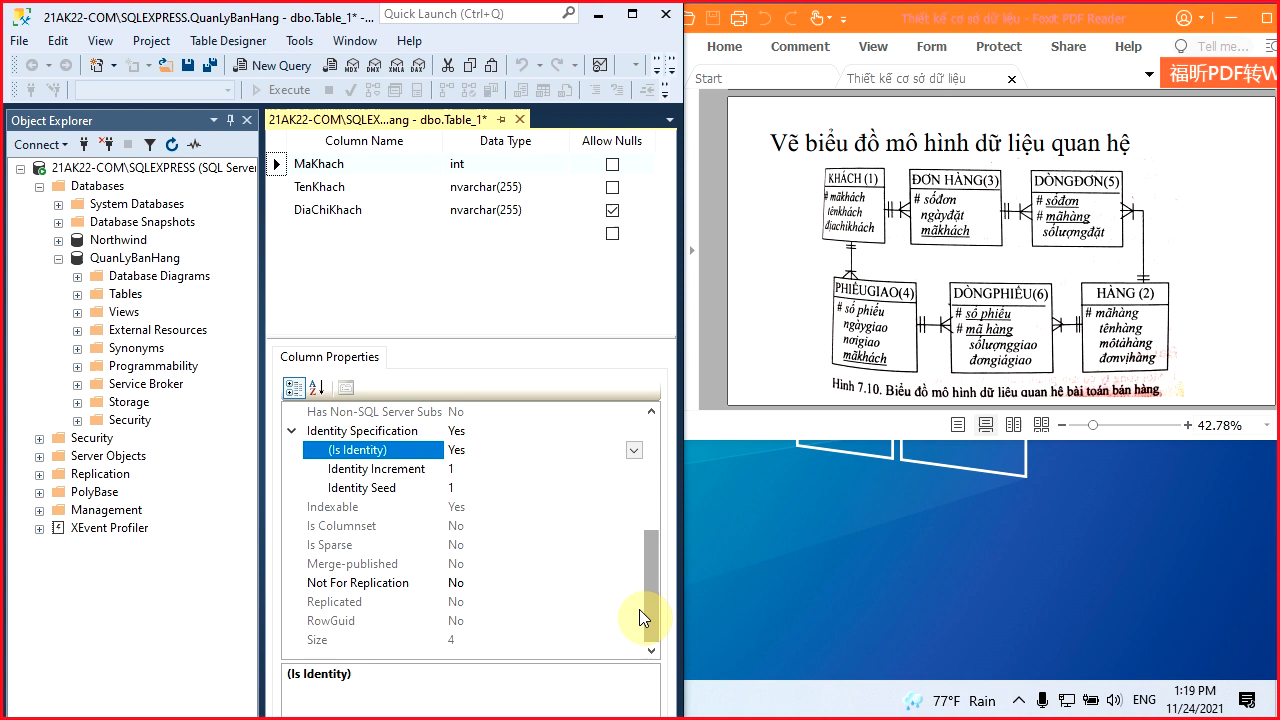 21AK22-COM\SQLEXPRESS.QuanLyBanHang - dbo.Table_1* -...
Quick Launch (Ctrl+Q)
File Edit View Project Table Designer Tools Window Help
New Query
MDX DMX XMLA DAX
Execute
Object Explorer
Connect
21AK22-COM\SQLEXPRESS (SQL Serve
Databases
System Databases
Database Snapshots
Northwind
QuanLyBanHang
Database Diagrams
Tables
Views
External Resources
Synonyms
Programmability
Service Broker
Storage
Security
Security
Server Objects
Replication
PolyBase
Management
XEvent Profiler
21AK22-COM\SQLEX...ang - dbo.Table_1*
Column Name Data Type Allow Nulls
MaKhach int
TenKhach nvarchar(255)
DiaChiKhach nvarchar(255)
Column Properties
Has Non-SQL Server Subs No
Identity Specification Yes
(Is Identity) Yes
Identity Increment 1
Identity Seed 1
Indexable Yes
Is Columnset No
Is Sparse No
Merge-published No
Not For Replication No
Replicated No
RowGuid No
Size 4
(Is Identity)
Thiết kế cơ sở dữ liệu - Foxit PDF Reader
Home Comment View Form Protect Share Help Tell me...
Start
Thiết kế cơ sở dữ liệu
福昕PDF转W
Vẽ biểu đồ mô hình dữ liệu quan hệ
KHÁCH (1)
# mãkhách
tênkhách
địachikhách
ĐƠN HÀNG(3)
# sốđơn
ngàyđặt
mãkhách
DÒNGĐƠN(5)
# sốđơn
# mãhàng
sốlượngđặt
PHIẾUGIAO(4)
# số phiếu
ngàygiao
nơigiao
mãkhách
DÒNGPHIẾU(6)
# số phiếu
# mã hàng
sốlượnggiao
đơngiágiao
HÀNG (2)
# mãhàng
tênhàng
môtảhàng
đơnvịhàng
Hình 7.10. Biểu đồ mô hình dữ liệu quan hệ bài toán bán hàng
42.78%
77°F Rain
ENG
1:19 PM
11/24/2021